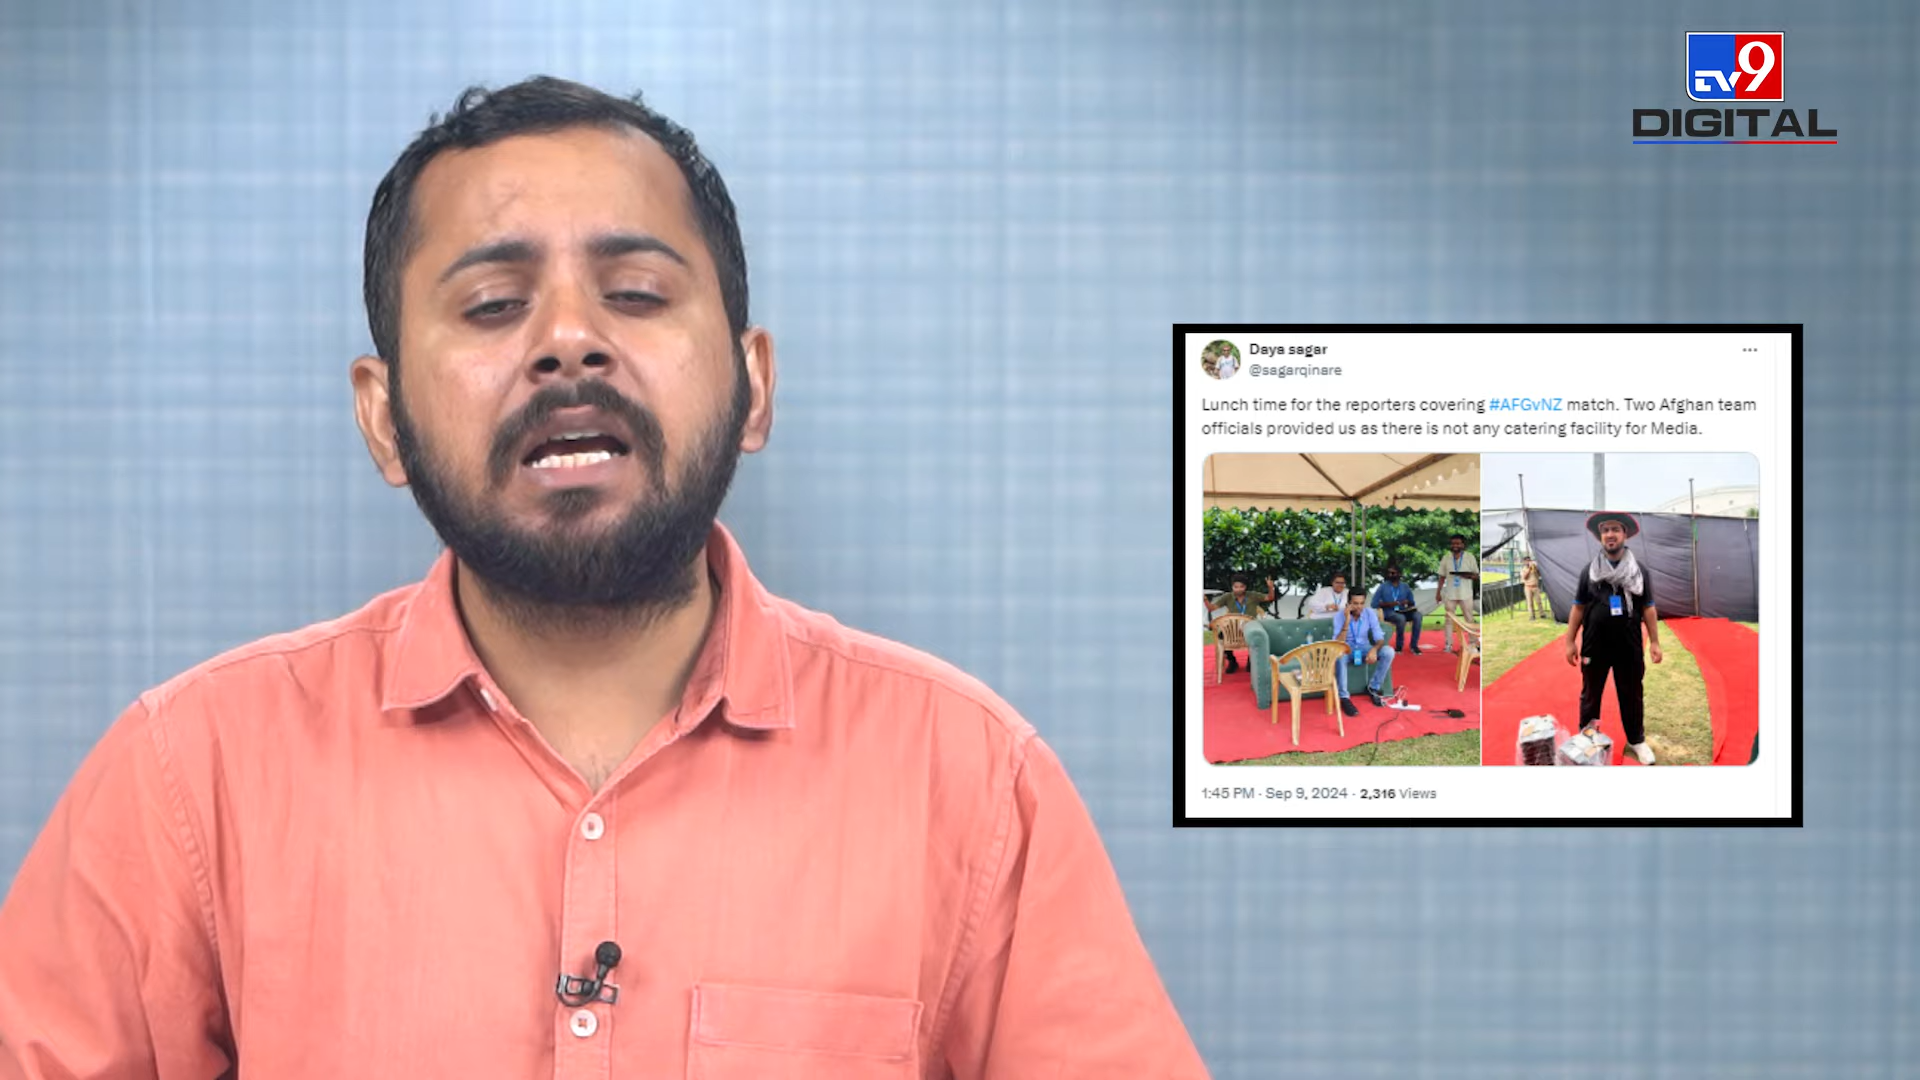 TV9
DIGITAL
Daya sagar
@sagarqinare
Lunch time for the reporters covering #AFGvNZ match. Two Afghan team
officials provided us as there is not any catering facility for Media.
1:45 PM · Sep 9, 2024 · 2,316 Views